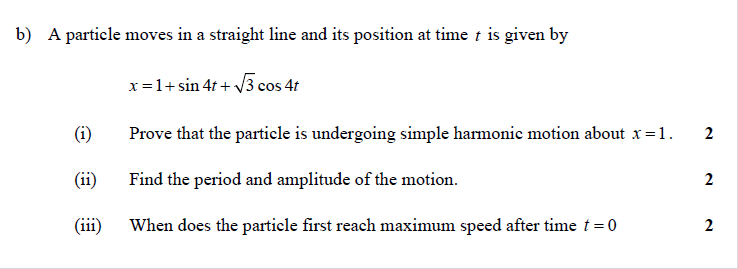 b) A particle moves in a straight line and its position at time t is given by
x = 1 + sin 4t + √3 cos 4t
(i) Prove that the particle is undergoing simple harmonic motion about x = 1. 2
(ii) Find the period and amplitude of the motion. 2
(iii) When does the particle first reach maximum speed after time t = 0 2